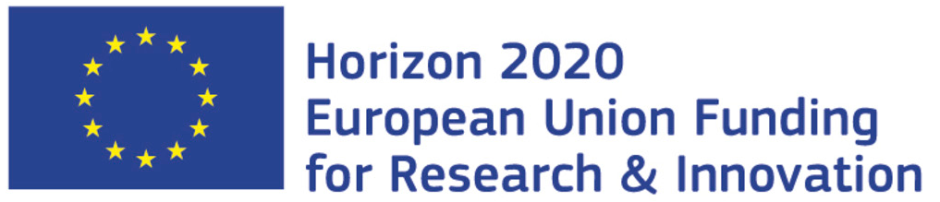 Horizon 2020
European Union Funding
for Research & Innovation